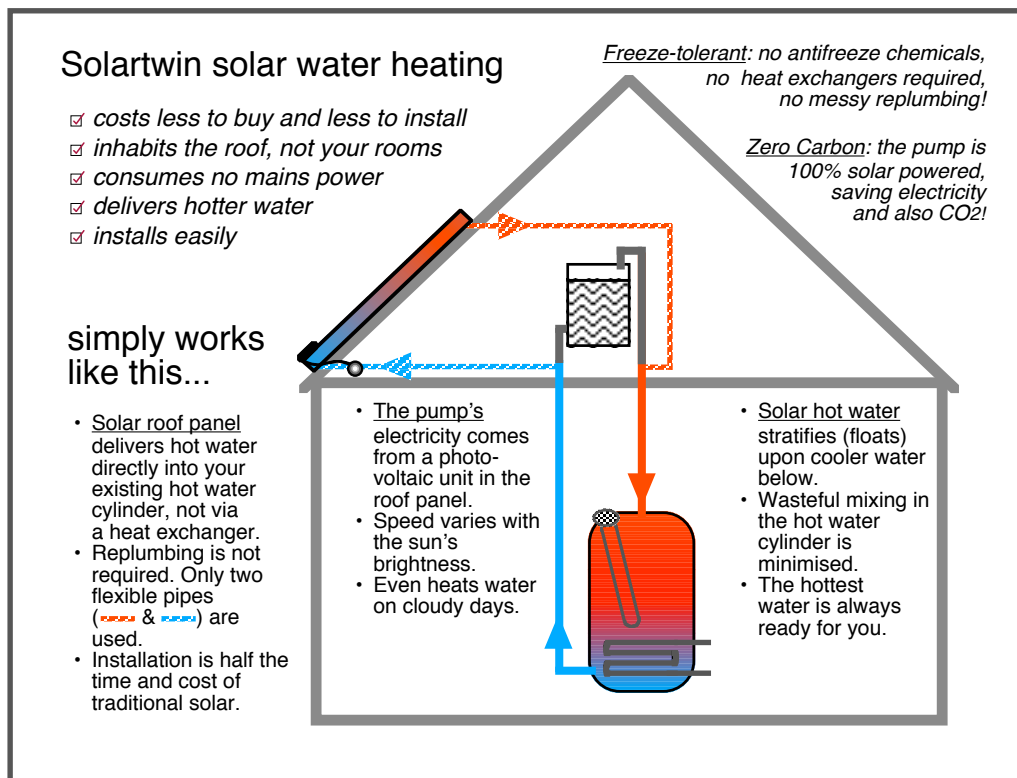 Solartwin solar water heating
costs less to buy and less to install
inhabits the roof, not your rooms
consumes no mains power
delivers hotter water
installs easily
Freeze-tolerant: no antifreeze chemicals,
no heat exchangers required,
no messy replumbing!
Zero Carbon: the pump is
100% solar powered,
saving electricity
and also CO2!
simply works
like this...
• Solar roof panel
delivers hot water
directly into your
existing hot water
cylinder, not via
a heat exchanger.
• Replumbing is not
required. Only two
flexible pipes
( & ) are
used.
• Installation is half the
time and cost of
traditional solar.
• The pump's
electricity comes
from a photo-
voltaic unit in the
roof panel.
• Speed varies with
the sun's
brightness.
• Even heats water
on cloudy days.
• Solar hot water
stratifies (floats)
upon cooler water
below.
• Wasteful mixing in
the hot water
cylinder is
minimised.
• The hottest
water is always
ready for you.